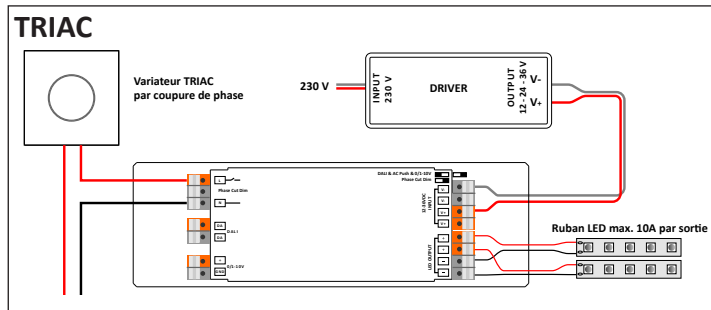 TRIAC
Variateur TRIAC
par coupure de phase
230 V
INPUT
230 V
DRIVER
OUTPUT
12 - 24 - 36 V
V-
V+
DALI & AC Push & 0/1-10V
Phase Cut Dim
L
Phase Cut Dim
N
DA
DA
DALI
+
GND
0/1-10V
12-36VDC
INPUT
V-
V-
V+
V+
LED OUTPUT
+
+
-
-
Ruban LED max. 10A par sortie